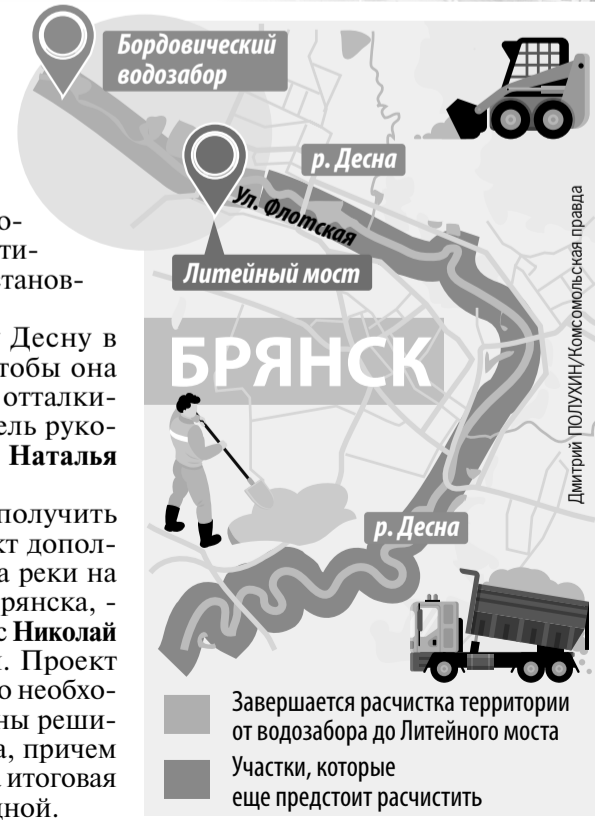 Бордовический
водозабор
р. Десна
Ул. Флотская
Литейный мост
БРЯНСК
р. Десна
Завершается расчистка территории
от водозабора до Литейного моста
Участки, которые
еще предстоит расчистить
Дмитрий ПОЛУХИН/Комсомольская правда
о-
ти-
танов-
Десну в
тобы она
отталки-
ель руко-
Наталья
получить
кт допол-
а реки на
рянска, -
с Николай
. Проект
о необхо-
ны реши-
а, причем
итоговая
дной.